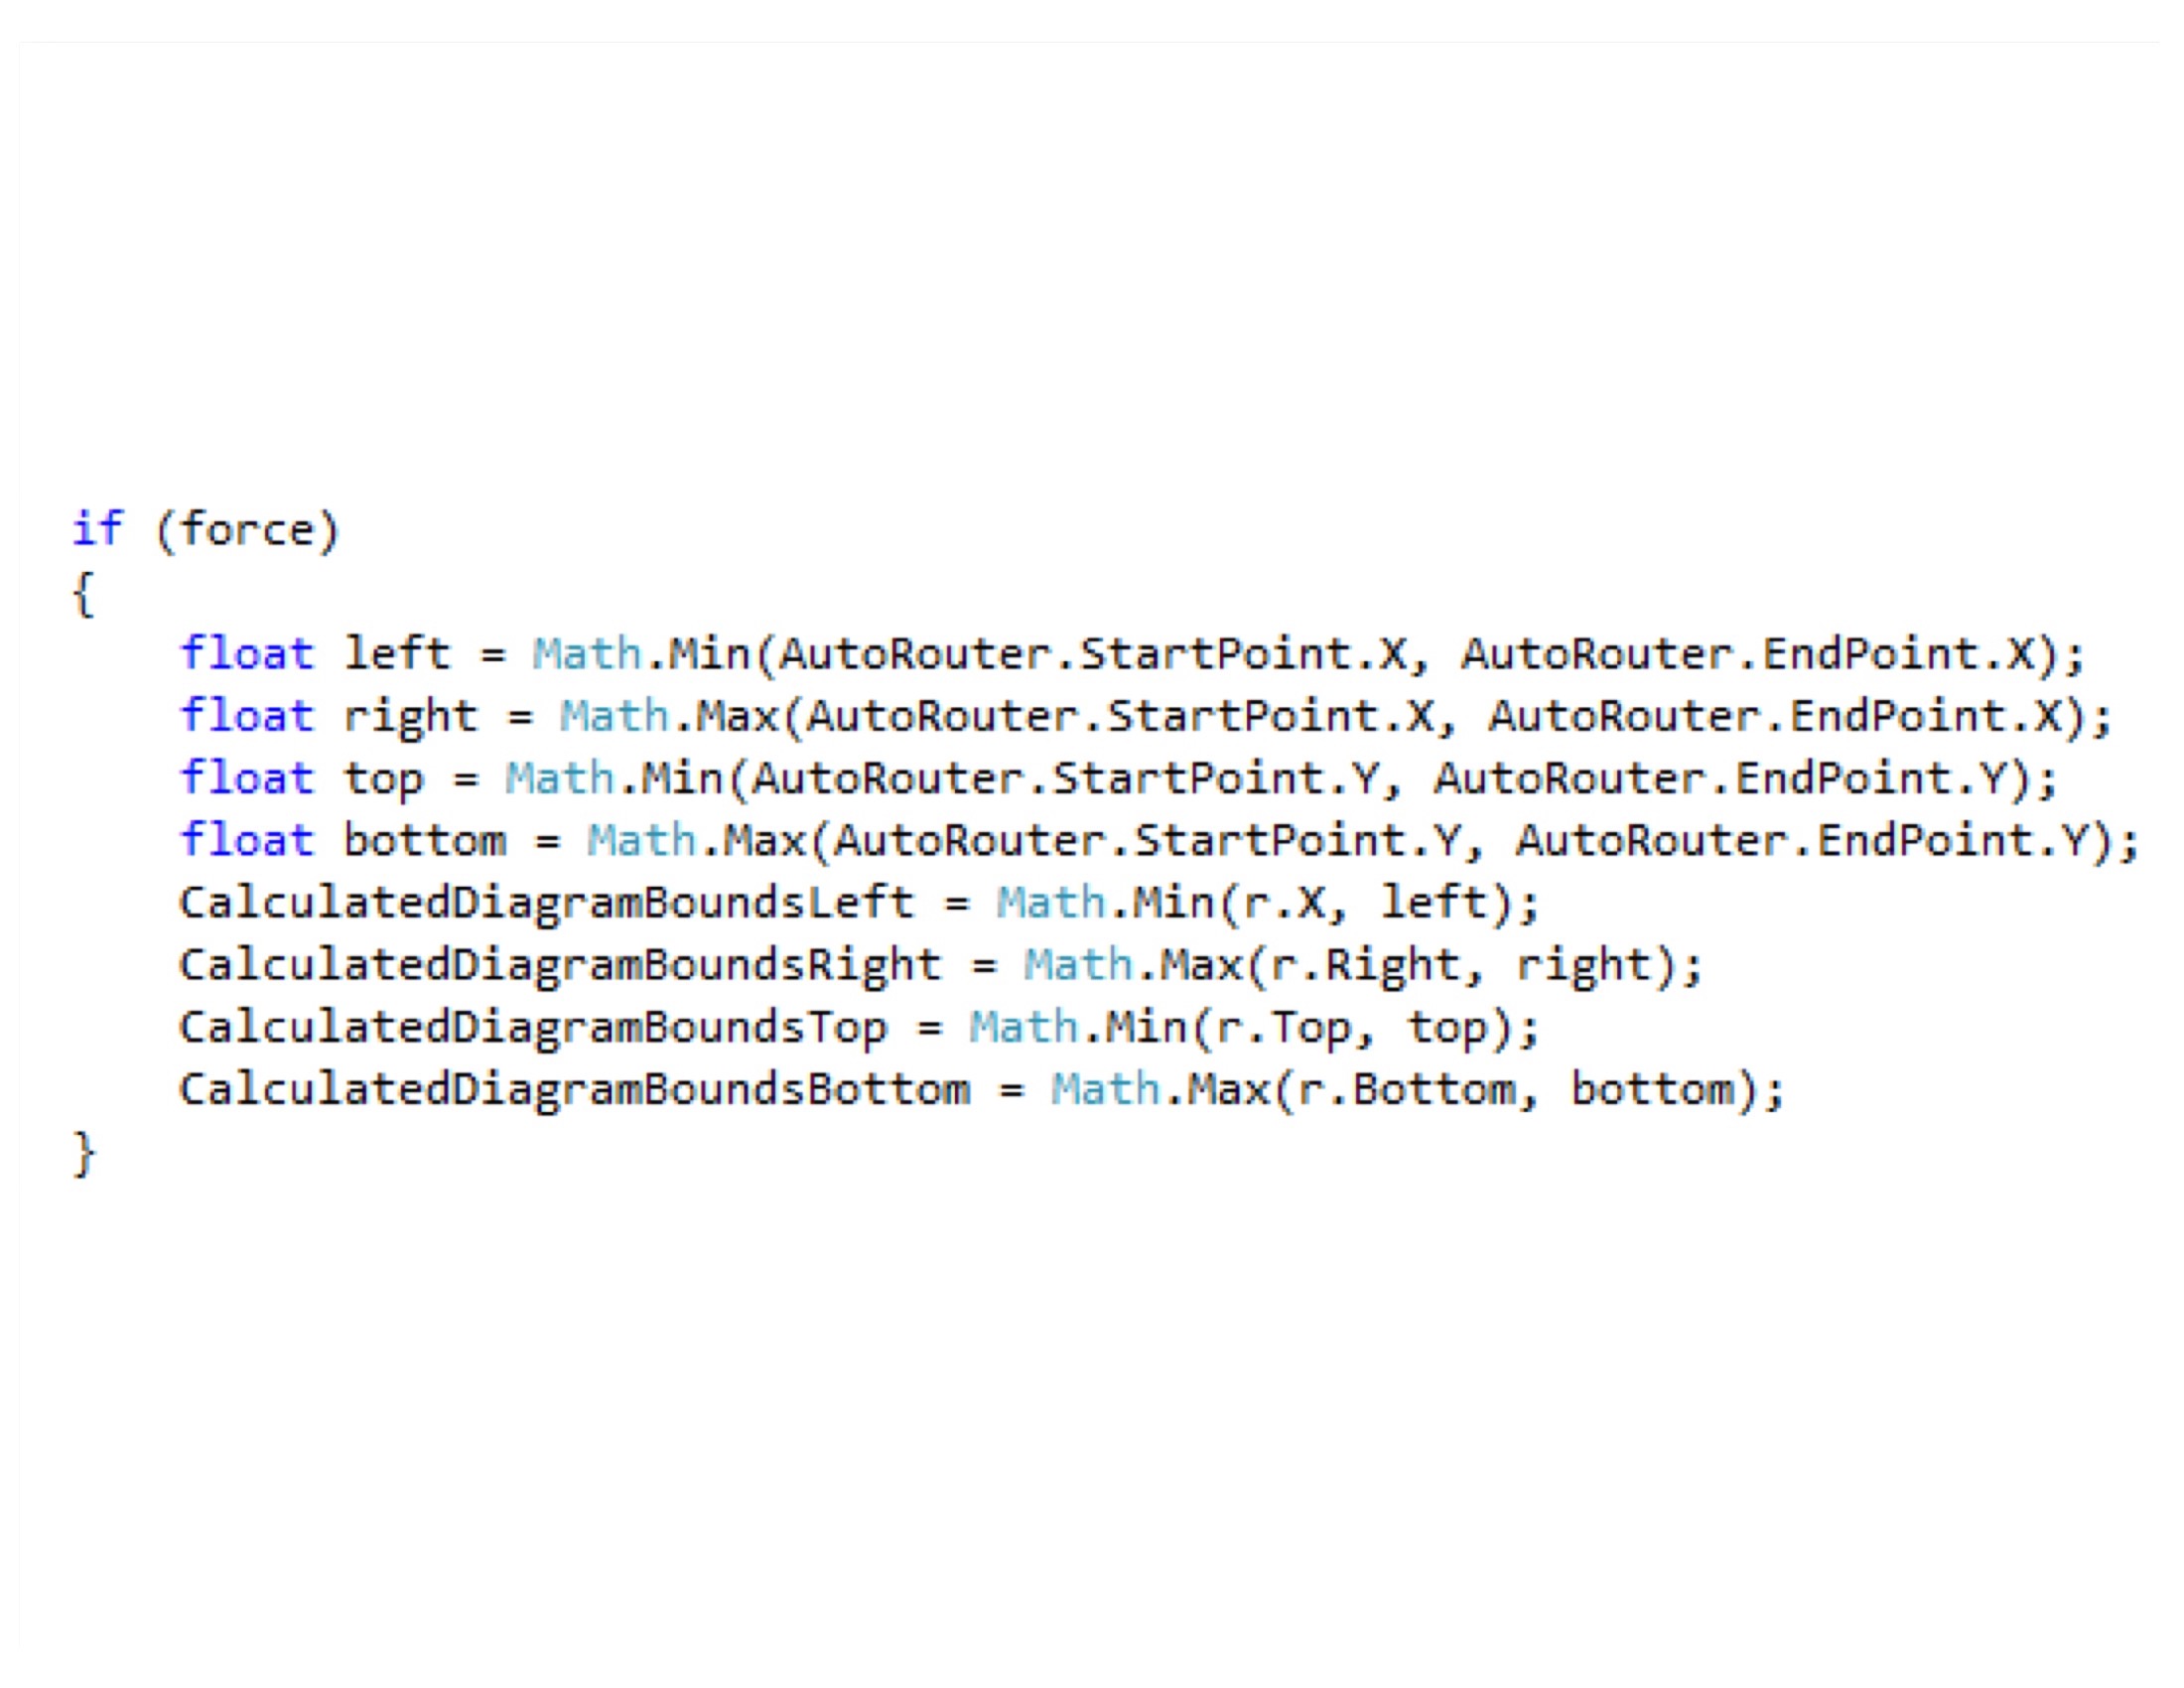 if (force)
{
    float left = Math.Min(AutoRouter.StartPoint.X, AutoRouter.EndPoint.X);
    float right = Math.Max(AutoRouter.StartPoint.X, AutoRouter.EndPoint.X);
    float top = Math.Min(AutoRouter.StartPoint.Y, AutoRouter.EndPoint.Y);
    float bottom = Math.Max(AutoRouter.StartPoint.Y, AutoRouter.EndPoint.Y);
    CalculatedDiagramBoundsLeft = Math.Min(r.X, left);
    CalculatedDiagramBoundsRight = Math.Max(r.Right, right);
    CalculatedDiagramBoundsTop = Math.Min(r.Top, top);
    CalculatedDiagramBoundsBottom = Math.Max(r.Bottom, bottom);
}